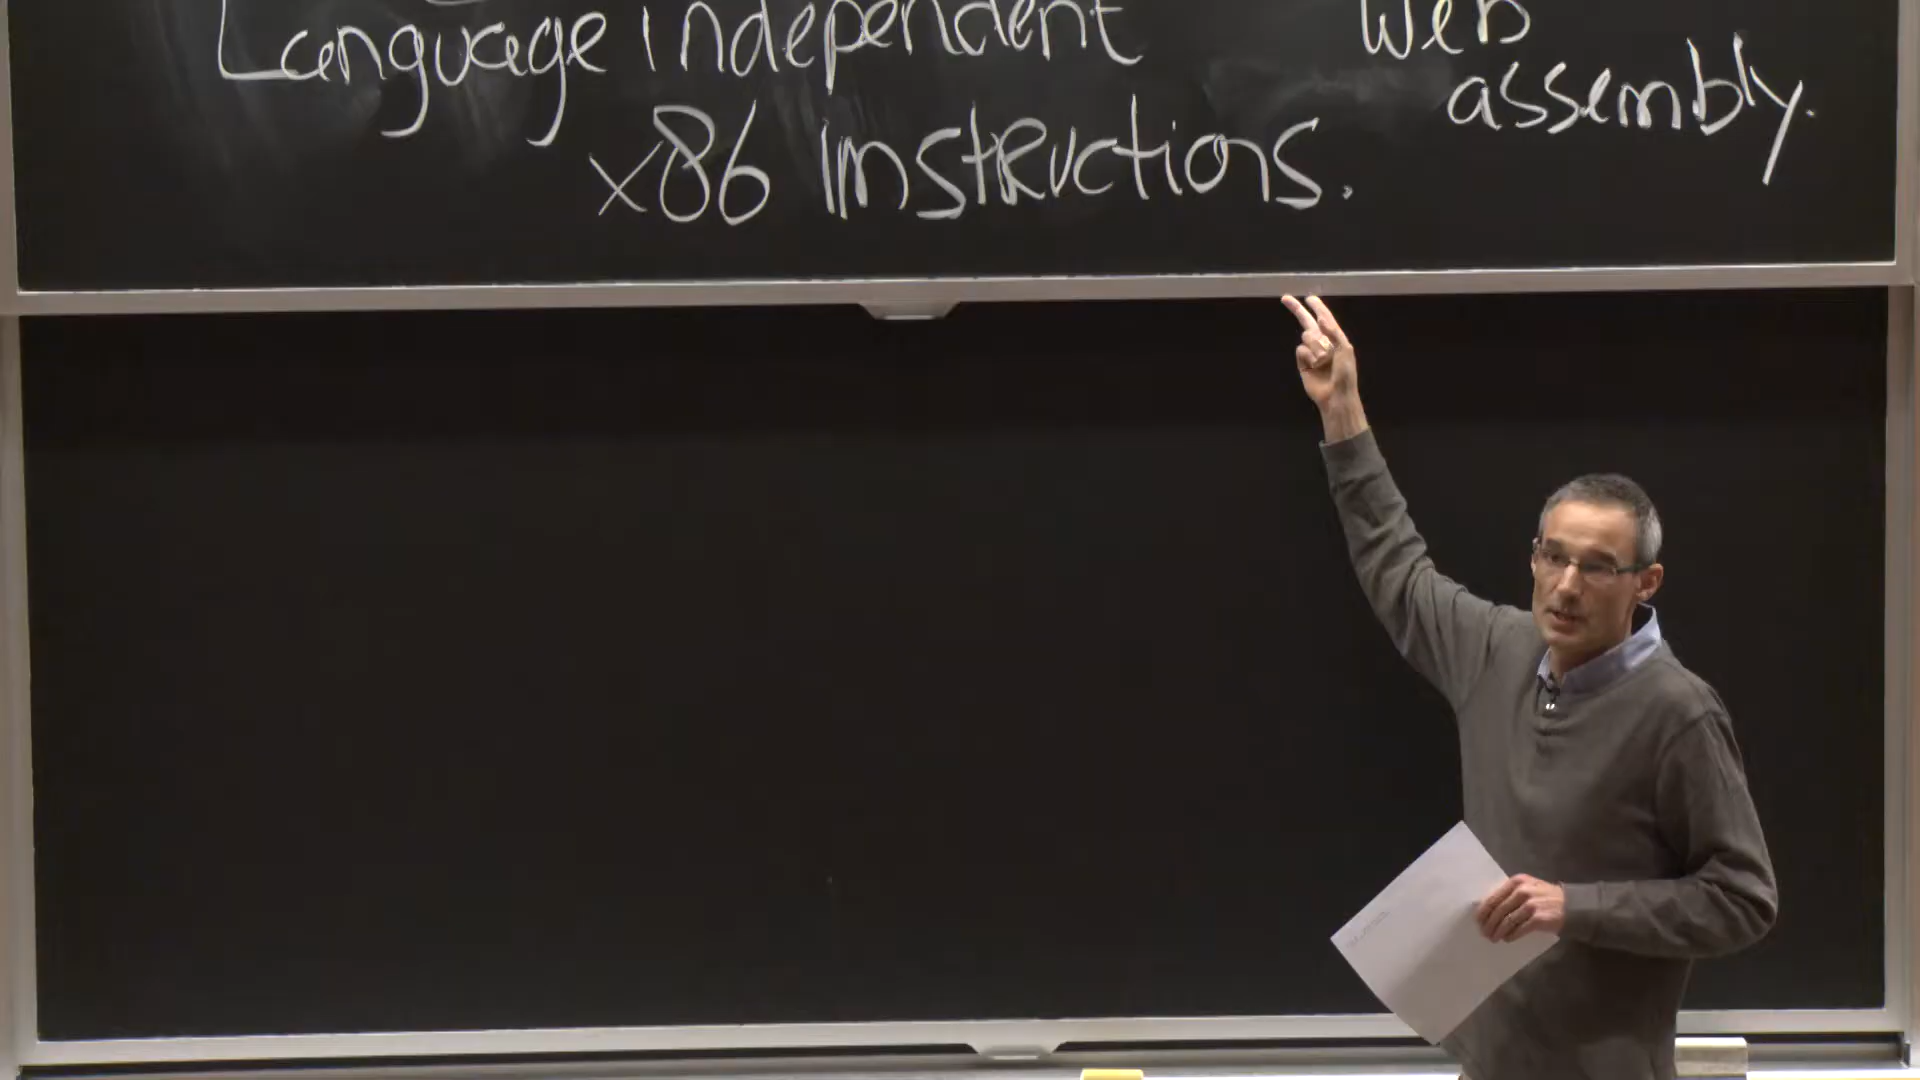 Language independent
x86 instructions.
Web
assembly.